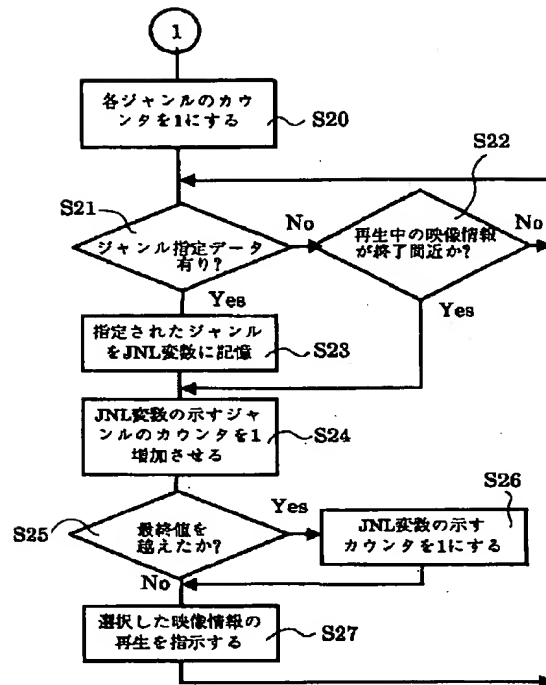 1
各ジャンルのカウ
ンタを1にする
S20
S22
S21
ジャンル指定データ
有り?
No
再生中の映像情報
が終了間近か?
No
Yes
Yes
指定されたジャンル
をJNL変数に記憶
S23
JNL変数の示すジャ
ンルのカウンタを1
増加させる
S24
S25
最終値を
越えたか?
Yes
S26
JNL変数の示す
カウンタを1にする
No
選択した映像情報の
再生を指示する
S27